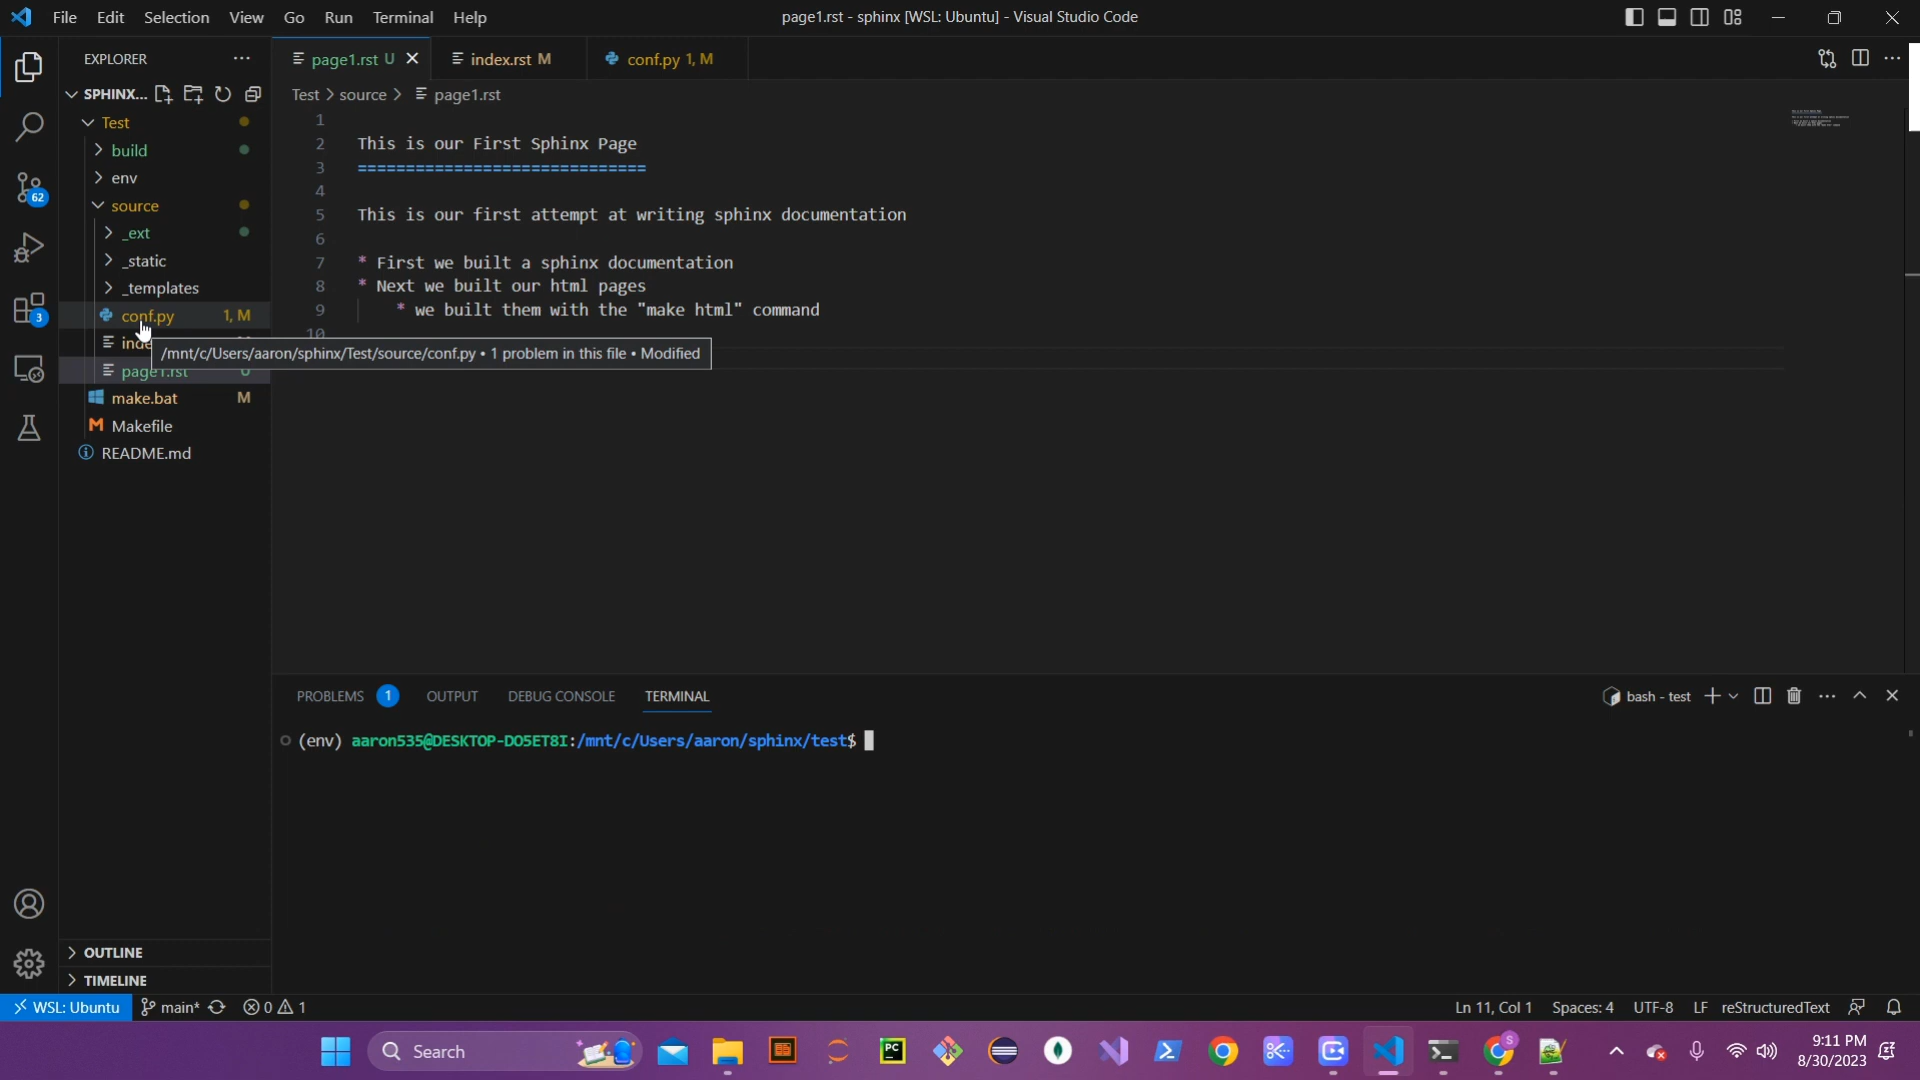 File Edit Selection View Go Run Terminal Help
page1.rst - sphinx [WSL: Ubuntu] - Visual Studio Code
EXPLORER
page1.rst U
index.rst M
conf.py 1, M
SPHINX...
Test > source > page1.rst
Test
build
env
source
_ext
_static
_templates
conf.py 1, M
inde
page1.rst U
make.bat M
Makefile
README.md
/mnt/c/Users/aaron/sphinx/Test/source/conf.py • 1 problem in this file • Modified
1
2 This is our First Sphinx Page
3 ==============================
4
5 This is our first attempt at writing sphinx documentation
6
7 * First we built a sphinx documentation
8 * Next we built our html pages
9 * we built them with the "make html" command
10
62
3
PROBLEMS 1 OUTPUT DEBUG CONSOLE TERMINAL
bash - test
(env) aaron535@DESKTOP-DO5ET8I:/mnt/c/Users/aaron/sphinx/test$
OUTLINE
TIMELINE
WSL: Ubuntu main* 0 1
Ln 11, Col 1 Spaces: 4 UTF-8 LF reStructuredText
Search
PC
S
9:11 PM
8/30/2023